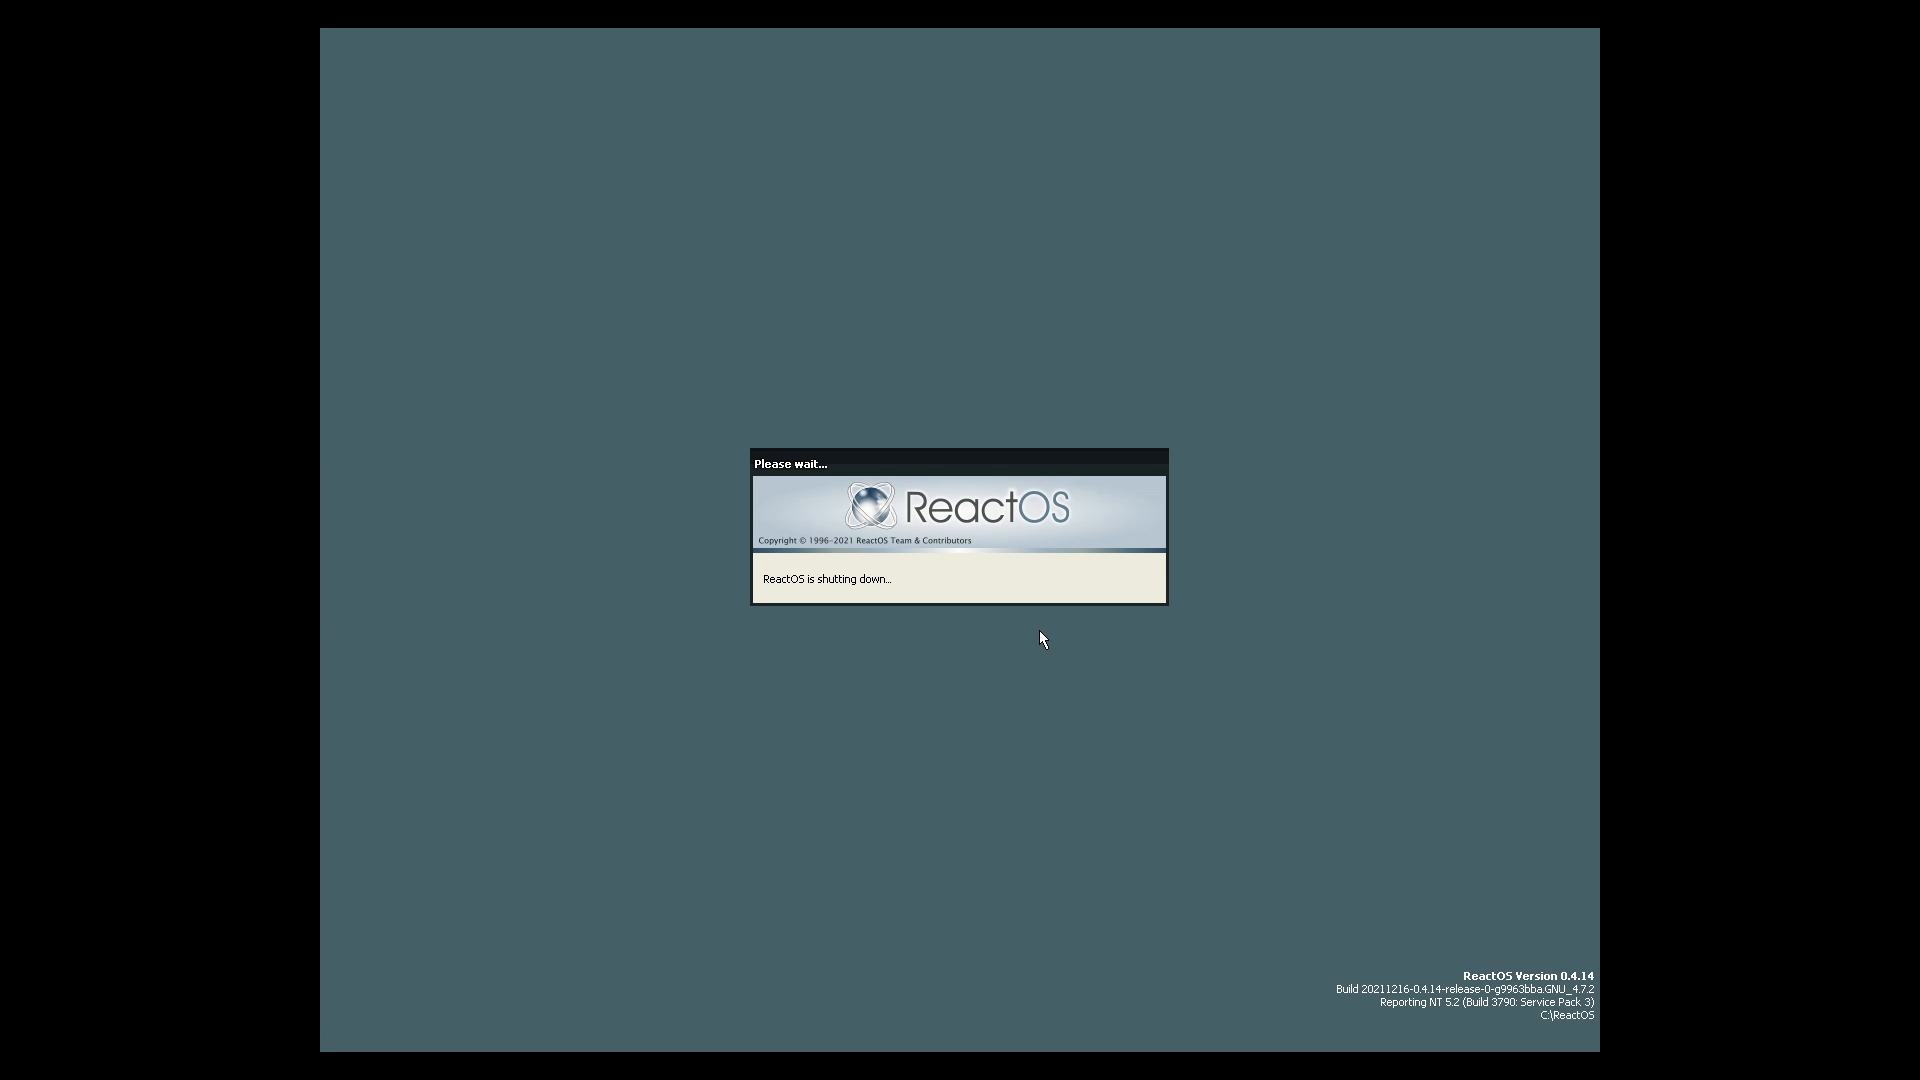 Please wait...
ReactOS
Copyright © 1996-2021 ReactOS Team & Contributors
ReactOS is shutting down...
ReactOS Version 0.4.14
Build 20211216-0.4.14-release-0-g9963bba.GNU_4.7.2
Reporting NT 5.2 (Build 3790: Service Pack 3)
C:\ReactOS